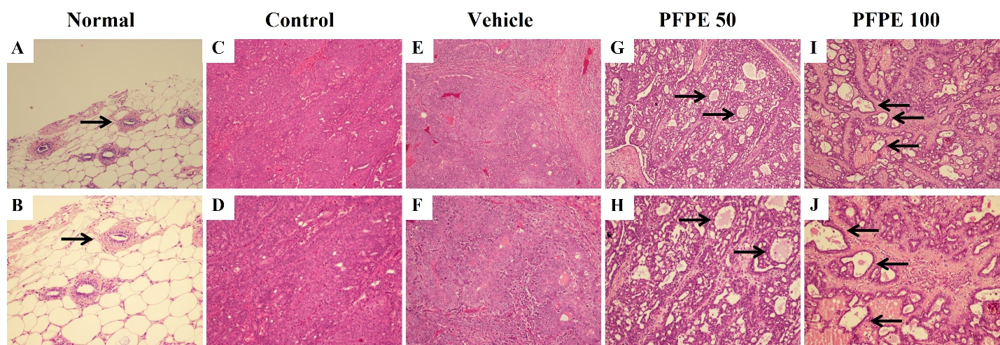 Normal Control Vehicle PFPE 50 PFPE 100
A C E G I
B D F H J